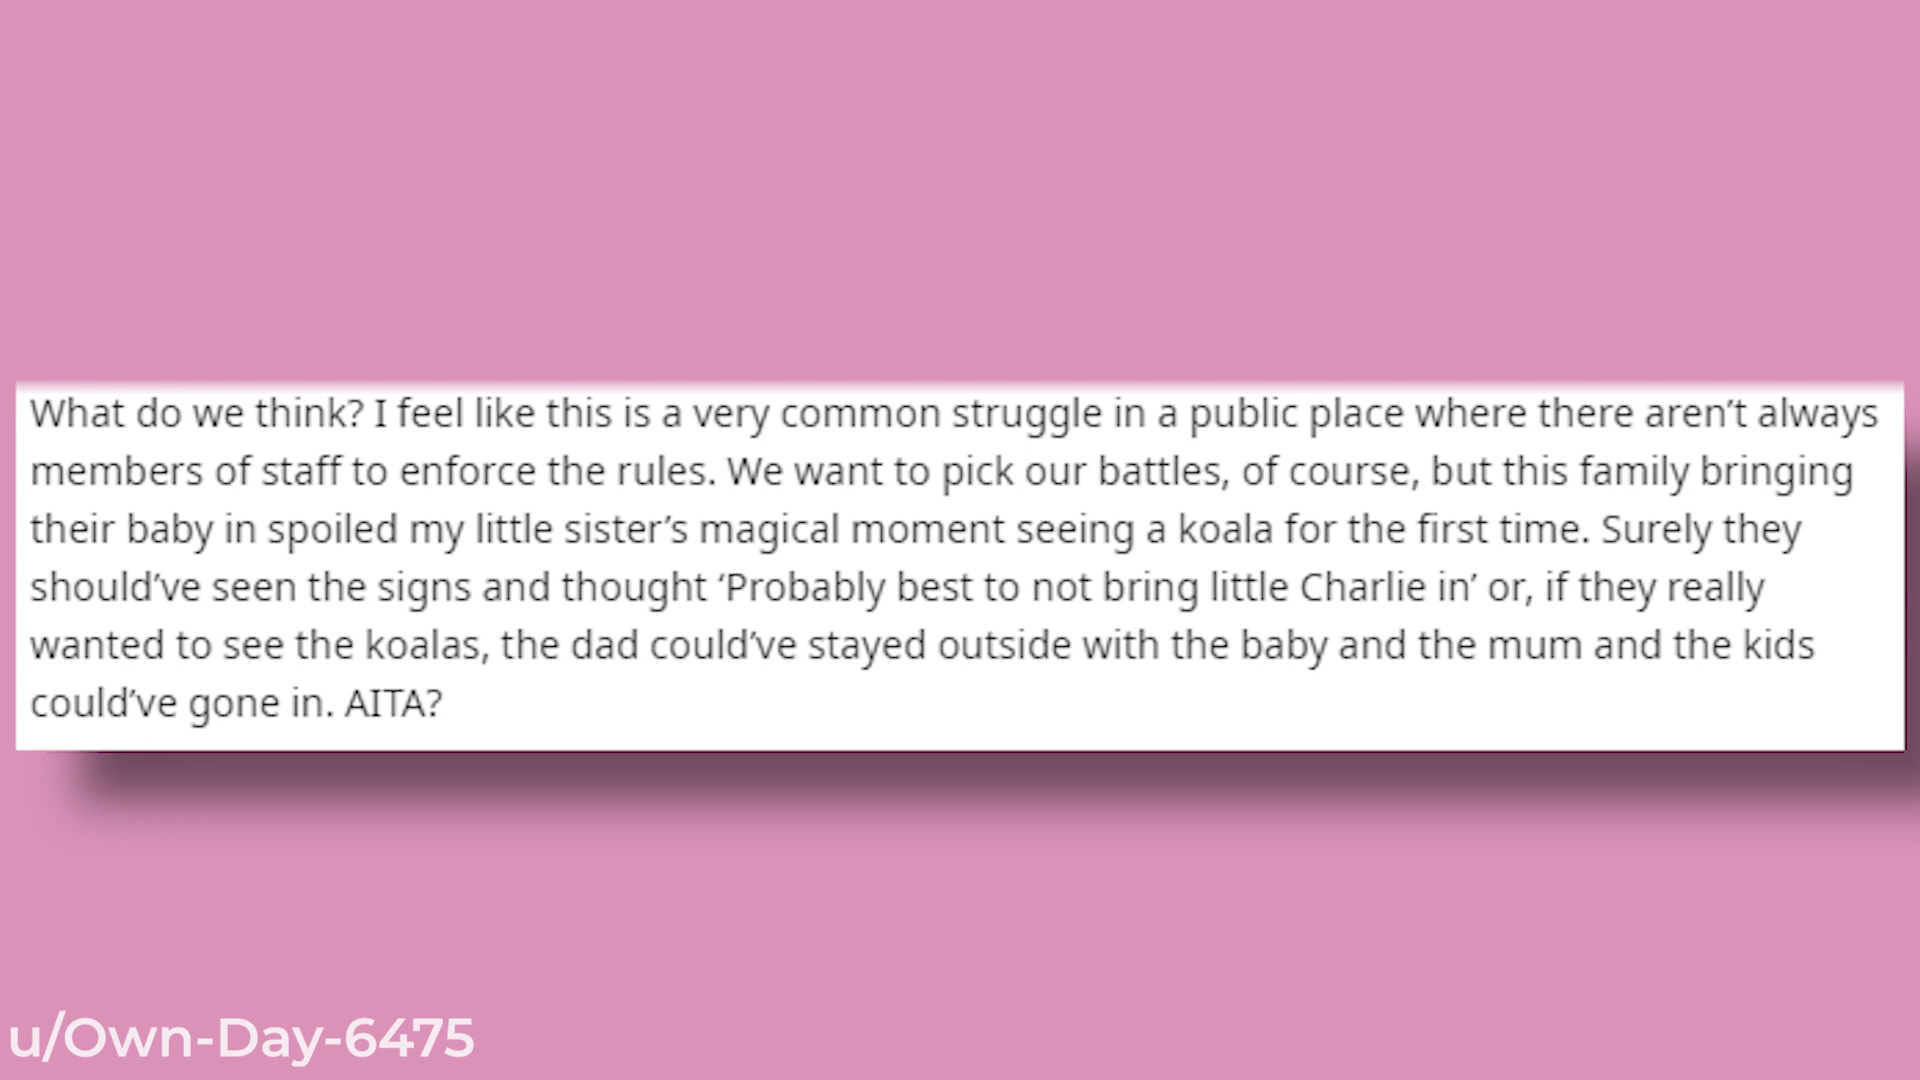 What do we think? I feel like this is a very common struggle in a public place where there aren’t always
members of staff to enforce the rules. We want to pick our battles, of course, but this family bringing
their baby in spoiled my little sister’s magical moment seeing a koala for the first time. Surely they
should’ve seen the signs and thought ‘Probably best to not bring little Charlie in’ or, if they really
wanted to see the koalas, the dad could’ve stayed outside with the baby and the mum and the kids
could’ve gone in. AITA?
u/Own-Day-6475